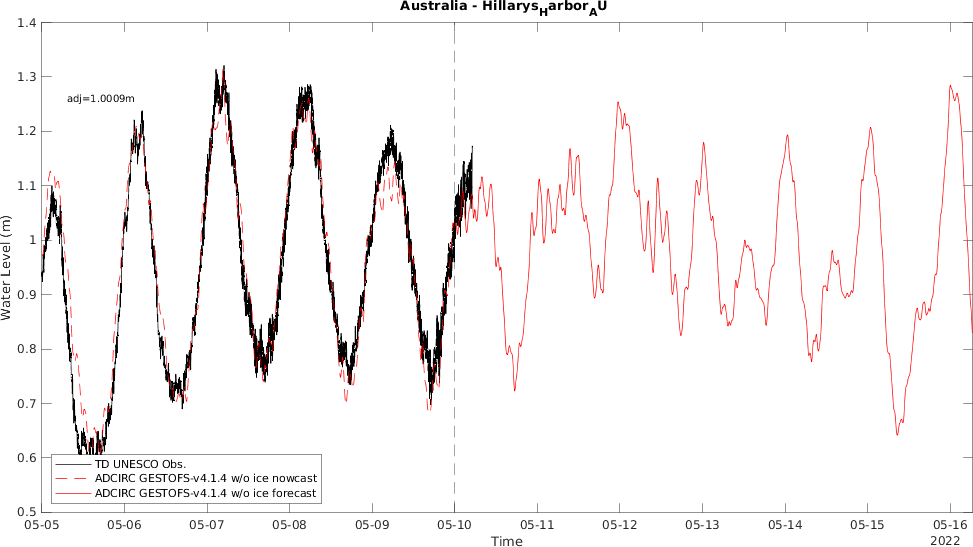 Australia - Hillarys_Harbor_AU
1.4
1.3
adj=1.0009m
1.2
1.1
1
0.9
0.8
0.7
0.6
0.5
Water Level (m)
TD UNESCO Obs.
ADCIRC GESTOFS-v4.1.4 w/o ice nowcast
ADCIRC GESTOFS-v4.1.4 w/o ice forecast
05-05 05-06 05-07 05-08 05-09 05-10 05-11 05-12 05-13 05-14 05-15 05-16
Time
2022